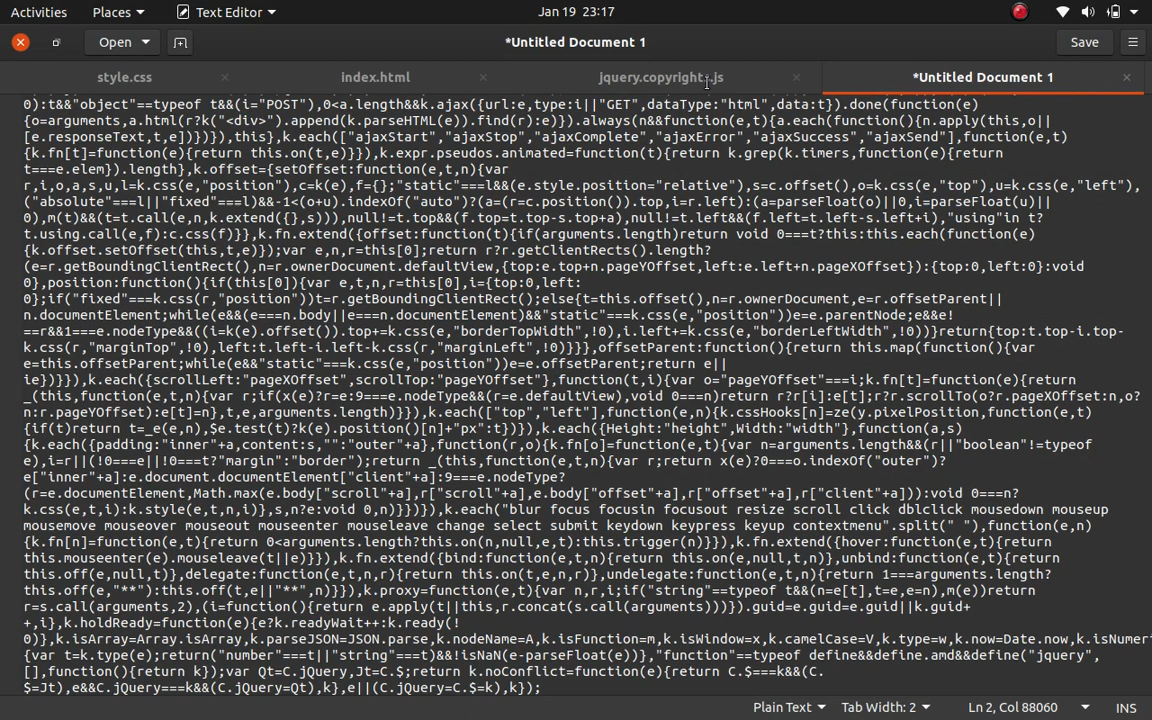 Activities Places Text Editor Jan 19 23:17
Open *Untitled Document 1 Save
style.css index.html jquery.copyrights.js *Untitled Document 1
0):t&&"object"==typeof t&&(i="POST"),0<a.length&&k.ajax({url:e,type:i||"GET",dataType:"html",data:t}).done(function(e)
{o=arguments,a.html(r?k("<div>").append(k.parseHTML(e)).find(r):e)}).always(n&&function(e,t){a.each(function(){n.apply(this,o||
[e.responseText,t,e])})}),this},k.each(["ajaxStart","ajaxStop","ajaxComplete","ajaxError","ajaxSuccess","ajaxSend"],function(e,t)
{k.fn[t]=function(e){return this.on(t,e)}}),k.expr.pseudos.animated=function(t){return k.grep(k.timers,function(e){return
t===e.elem}).length},k.offset={setOffset:function(e,t,n){var
r,i,o,a,s,u,l=k.css(e,"position"),c=k(e),f={};"static"===l&&(e.style.position="relative"),s=c.offset(),o=k.css(e,"top"),u=k.css(e,"left"),
("absolute"===l||"fixed"===l)&&-1<(o+u).indexOf("auto")?(a=(r=c.position()).top,i=r.left):(a=parseFloat(o)||0,i=parseFloat(u)||
0),m(t)&&(t=t.call(e,n,k.extend({},s))),null!=t.top&&(f.top=t.top-s.top+a),null!=t.left&&(f.left=t.left-s.left+i),"using"in t?
t.using.call(e,f):c.css(f)}},k.fn.extend({offset:function(t){if(arguments.length)return void 0===t?this:this.each(function(e)
{k.offset.setOffset(this,t,e)});var e,n,r=this[0];return r?r.getClientRects().length?
(e=r.getBoundingClientRect(),n=r.ownerDocument.defaultView,{top:e.top+n.pageYOffset,left:e.left+n.pageXOffset}):{top:0,left:0}:void
0},position:function(){if(this[0]){var e,t,n,r=this[0],i={top:0,left:
0};if("fixed"===k.css(r,"position"))t=r.getBoundingClientRect();else{t=this.offset(),n=r.ownerDocument,e=r.offsetParent||
n.documentElement;while(e&&(e===n.body||e===n.documentElement)&&"static"===k.css(e,"position"))e=e.parentNode;e&&e!
==r&&1===e.nodeType&&((i=k(e).offset()).top+=k.css(e,"borderTopWidth",!0),i.left+=k.css(e,"borderLeftWidth",!0))}return{top:t.top-i.top-
k.css(r,"marginTop",!0),left:t.left-i.left-k.css(r,"marginLeft",!0)}}},offsetParent:function(){return this.map(function(){var
e=this.offsetParent;while(e&&"static"===k.css(e,"position"))e=e.offsetParent;return e||
ie})}}),k.each({scrollLeft:"pageXOffset",scrollTop:"pageYOffset"},function(t,i){var o="pageYOffset"===i;k.fn[t]=function(e){return
_(this,function(e,t,n){var r;if(x(e)?r=e:9===e.nodeType&&(r=e.defaultView),void 0===n)return r?r[i]:e[t];r?r.scrollTo(o?r.pageXOffset:n,o?
n:r.pageYOffset):e[t]=n},t,e,arguments.length)}}),k.each(["top","left"],function(e,n){k.cssHooks[n]=ze(y.pixelPosition,function(e,t)
{if(t)return t=_e(e,n),$e.test(t)?k(e).position()[n]+"px":t})}),k.each({Height:"height",Width:"width"},function(a,s)
{k.each({padding:"inner"+a,content:s,"":"outer"+a},function(r,o){k.fn[o]=function(e,t){var n=arguments.length&&(r||"boolean"!=typeof
e),i=r||(!0===e||!0===t?"margin":"border");return _(this,function(e,t,n){var r;return x(e)?0===o.indexOf("outer")?
e["inner"+a]:e.document.documentElement["client"+a]:9===e.nodeType?
(r=e.documentElement,Math.max(e.body["scroll"+a],r["scroll"+a],e.body["offset"+a],r["offset"+a],r["client"+a])):void 0===n?
k.css(e,t,i):k.style(e,t,n,i)},s,n?e:void 0,n)}})}),k.each("blur focus focusin focusout resize scroll click dblclick mousedown mouseup
mousemove mouseover mouseout mouseenter mouseleave change select submit keydown keypress keyup contextmenu".split(" "),function(e,n)
{k.fn[n]=function(e,t){return 0<arguments.length?this.on(n,null,e,t):this.trigger(n)}}),k.fn.extend({hover:function(e,t){return
this.mouseenter(e).mouseleave(t||e)}}),k.fn.extend({bind:function(e,t,n){return this.on(e,null,t,n)},unbind:function(e,t){return
this.off(e,null,t)},delegate:function(e,t,n,r){return this.on(t,e,n,r)},undelegate:function(e,t,n){return 1===arguments.length?
this.off(e,"**"):this.off(t,e||"**",n)}}),k.proxy=function(e,t){var n,r,i;if("string"==typeof t&&(n=e[t],t=e,e=n),m(e))return
r=s.call(arguments,2),(i=function(){return e.apply(t||this,r.concat(s.call(arguments)))}).guid=e.guid=e.guid||k.guid+
+,i},k.holdReady=function(e){e?k.readyWait++:k.ready(!
0)},k.isArray=Array.isArray,k.parseJSON=JSON.parse,k.nodeName=A,k.isFunction=m,k.isWindow=x,k.camelCase=V,k.type=w,k.now=Date.now,k.isNumer
{var t=k.type(e);return("number"===t||"string"===t)&&!isNaN(e-parseFloat(e))},"function"==typeof define&&define.amd&&define("jquery",
[],function(){return k});var Qt=C.jQuery,Jt=C.$;return k.noConflict=function(e){return C.$===k&&(C.
$=Jt),e&&C.jQuery===k&&(C.jQuery=Qt),k},e||(C.jQuery=C.$=k),k});
Plain Text Tab Width: 2 Ln 2, Col 88060 INS